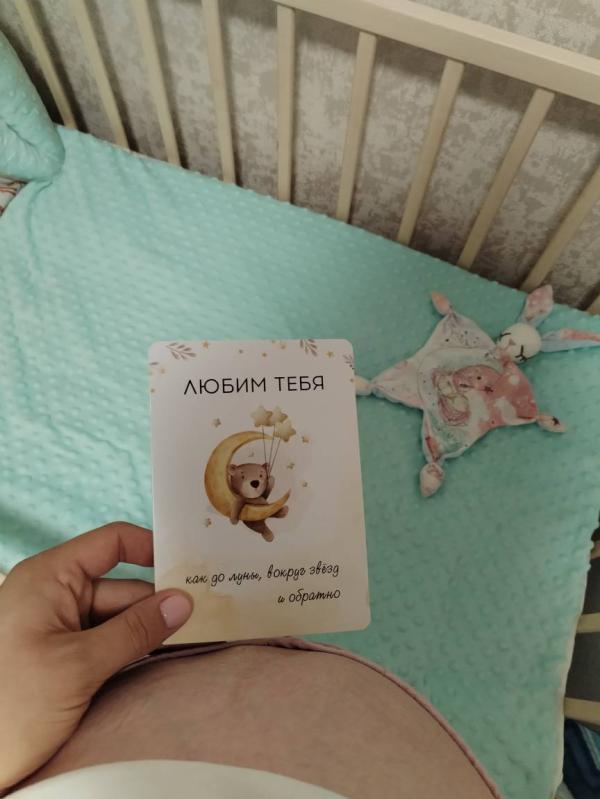 ЛЮБИМ ТЕБЯ
как до луны, вокруг звёзд
и обратно